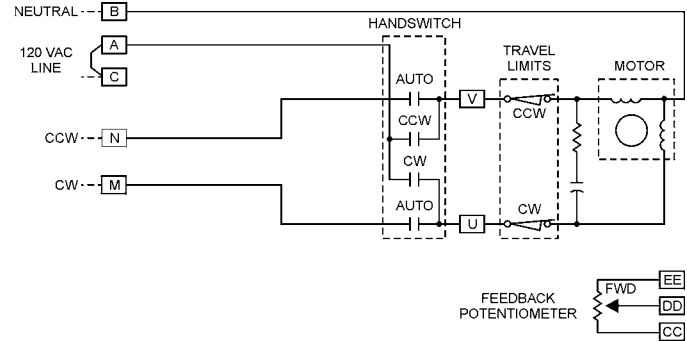 NEUTRAL B
HANDSWITCH
120 VAC
LINE
A
C
TRAVEL
LIMITS
MOTOR
AUTO
V
CCW
CCW
CCW N
CW
CW M
AUTO
U
CW
FEEDBACK
POTENTIOMETER
FWD
EE
DD
CC